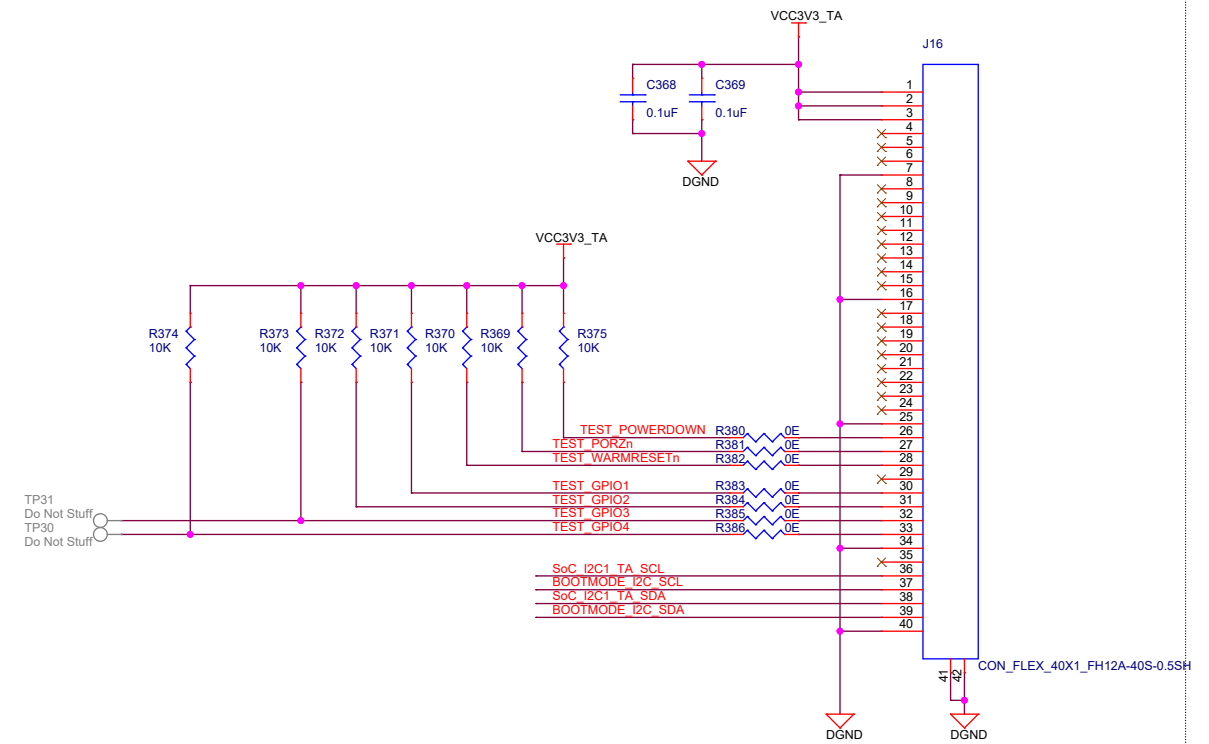 VCC3V3_TA
J16
C368
C369
0.1uF
0.1uF
DGND
1
2
3
4
5
6
7
8
9
10
11
12
13
14
15
16
17
18
19
20
21
22
23
24
25
26
27
28
29
30
31
32
33
34
35
36
37
38
39
40
VCC3V3_TA
R374
10K
R373
10K
R372
10K
R371
10K
R370
10K
R369
10K
R375
10K
TEST_POWERDOWN R380 0E
TEST_PORZn R381 0E
TEST_WARMRESETn R382 0E
TEST_GPIO1 R383 0E
TEST_GPIO2 R384 0E
TEST_GPIO3 R385 0E
TEST_GPIO4 R386 0E
TP31
Do Not Stuff
TP30
Do Not Stuff
SoC_I2C1_TA_SCL
BOOTMODE_I2C_SCL
SoC_I2C1_TA_SDA
BOOTMODE_I2C_SDA
CON_FLEX_40X1_FH12A-40S-0.5SH
41
42
DGND
DGND